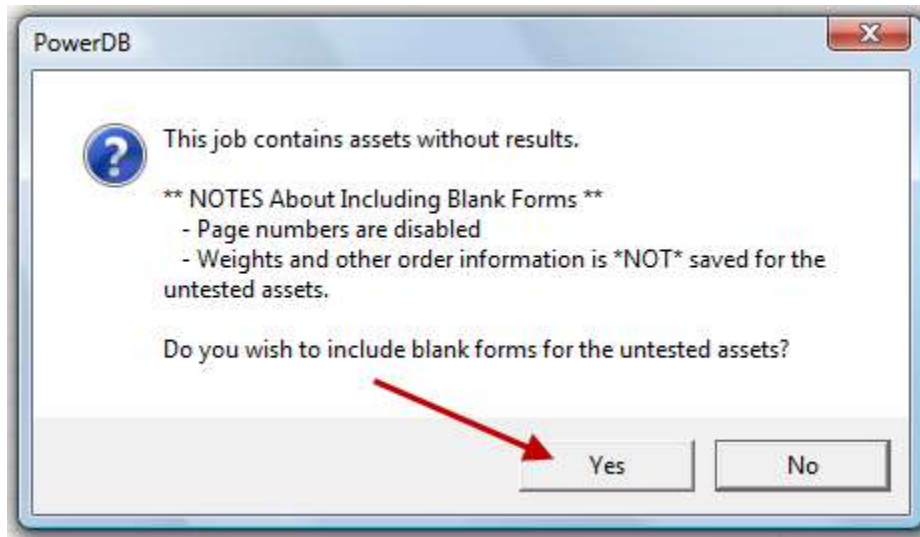 PowerDB
This job contains assets without results.
** NOTES About Including Blank Forms **
- Page numbers are disabled
- Weights and other order information is *NOT* saved for the
untested assets.
Do you wish to include blank forms for the untested assets?
Yes
No